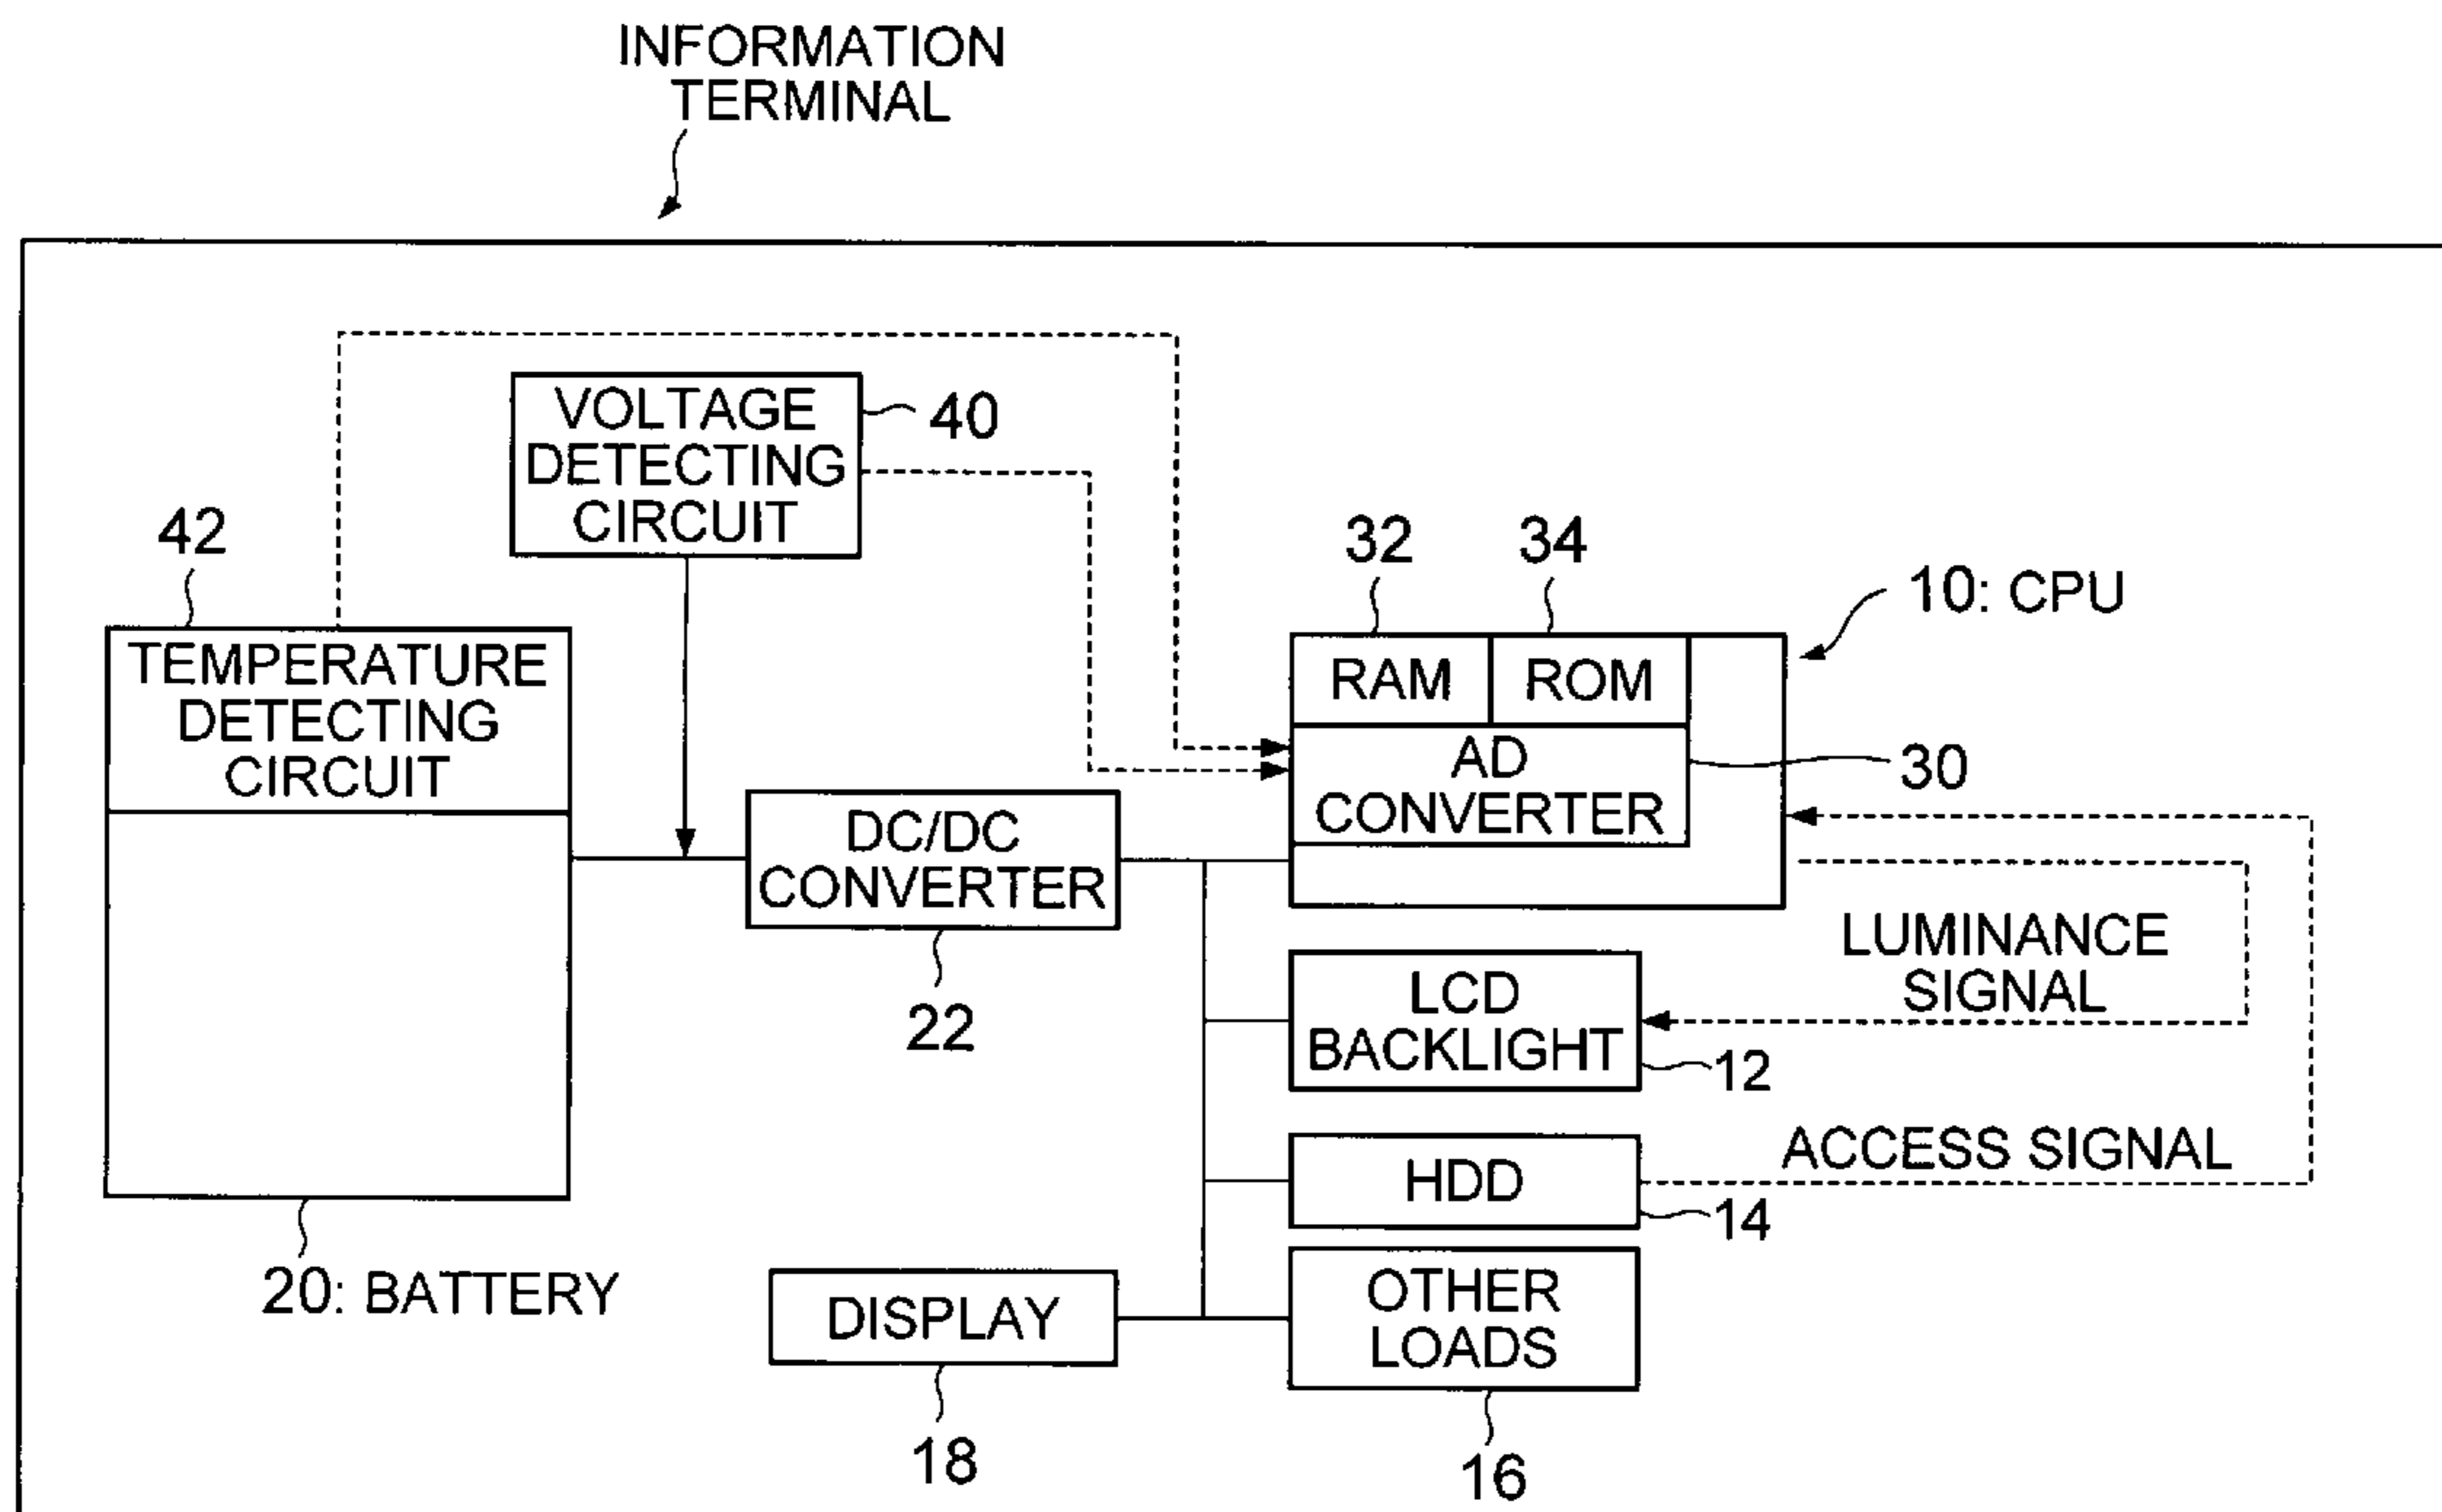 INFORMATION
TERMINAL
VOLTAGE
DETECTING
CIRCUIT
40
42
TEMPERATURE
DETECTING
CIRCUIT
32
34
10: CPU
RAM
ROM
AD
CONVERTER
30
DC/DC
CONVERTER
22
LUMINANCE
SIGNAL
LCD
BACKLIGHT
12
ACCESS SIGNAL
HDD
14
20: BATTERY
DISPLAY
18
OTHER
LOADS
16